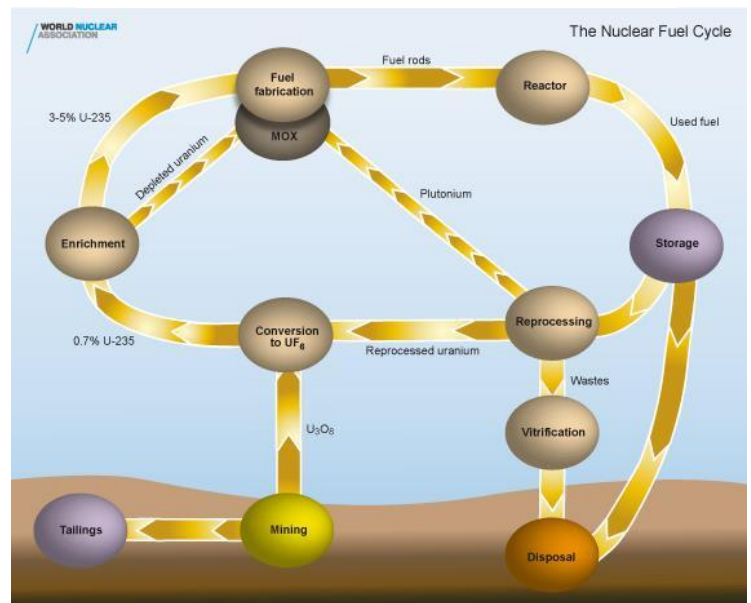 WORLD NUCLEAR
ASSOCIATION
The Nuclear Fuel Cycle
Fuel
fabrication
MOX
Fuel rods
Reactor
3-5% U-235
Used fuel
Depleted uranium
Plutonium
Enrichment
Storage
0.7% U-235
Conversion
to UF₆
Reprocessed uranium
Reprocessing
Wastes
U₃O₈
Vitrification
Tailings
Mining
Disposal